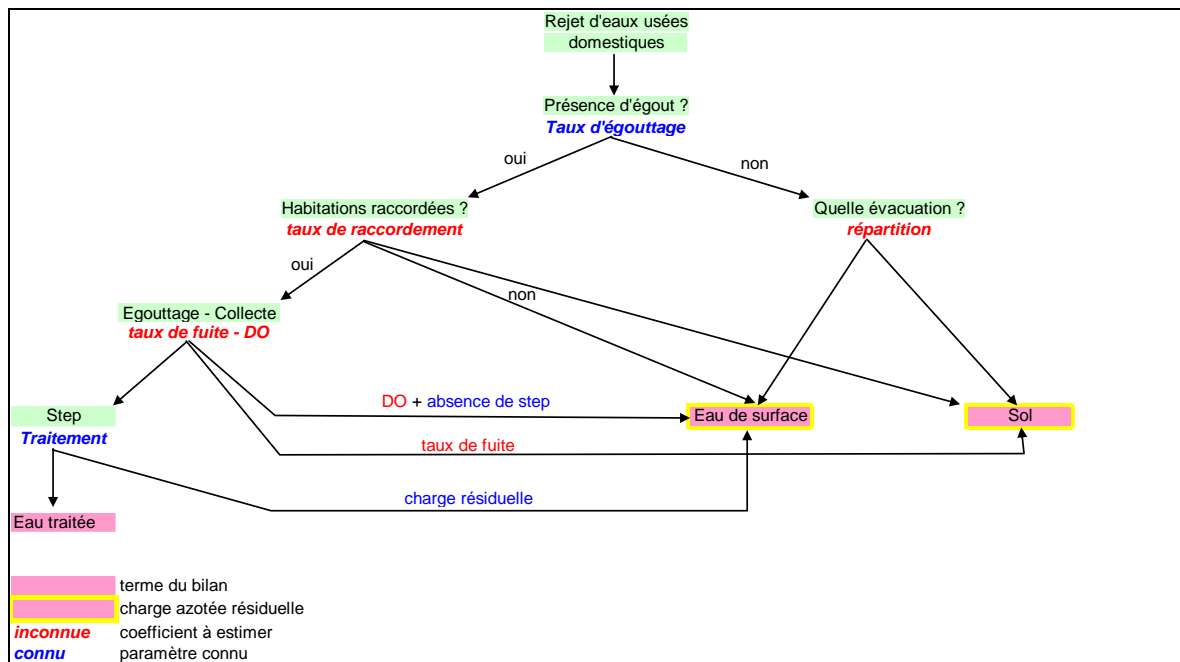 Rejet d'eaux usées
domestiques
Présence d'égout ?
Taux d'égouttage
oui
non
Habitations raccordées ?
taux de raccordement
Quelle évacuation ?
répartition
oui
non
Egouttage - Collecte
taux de fuite - DO
DO + absence de step
Step
Traitement
Eau de surface
Sol
taux de fuite
charge résiduelle
Eau traitée
terme du bilan
charge azotée résiduelle
inconnue coefficient à estimer
connu paramètre connu